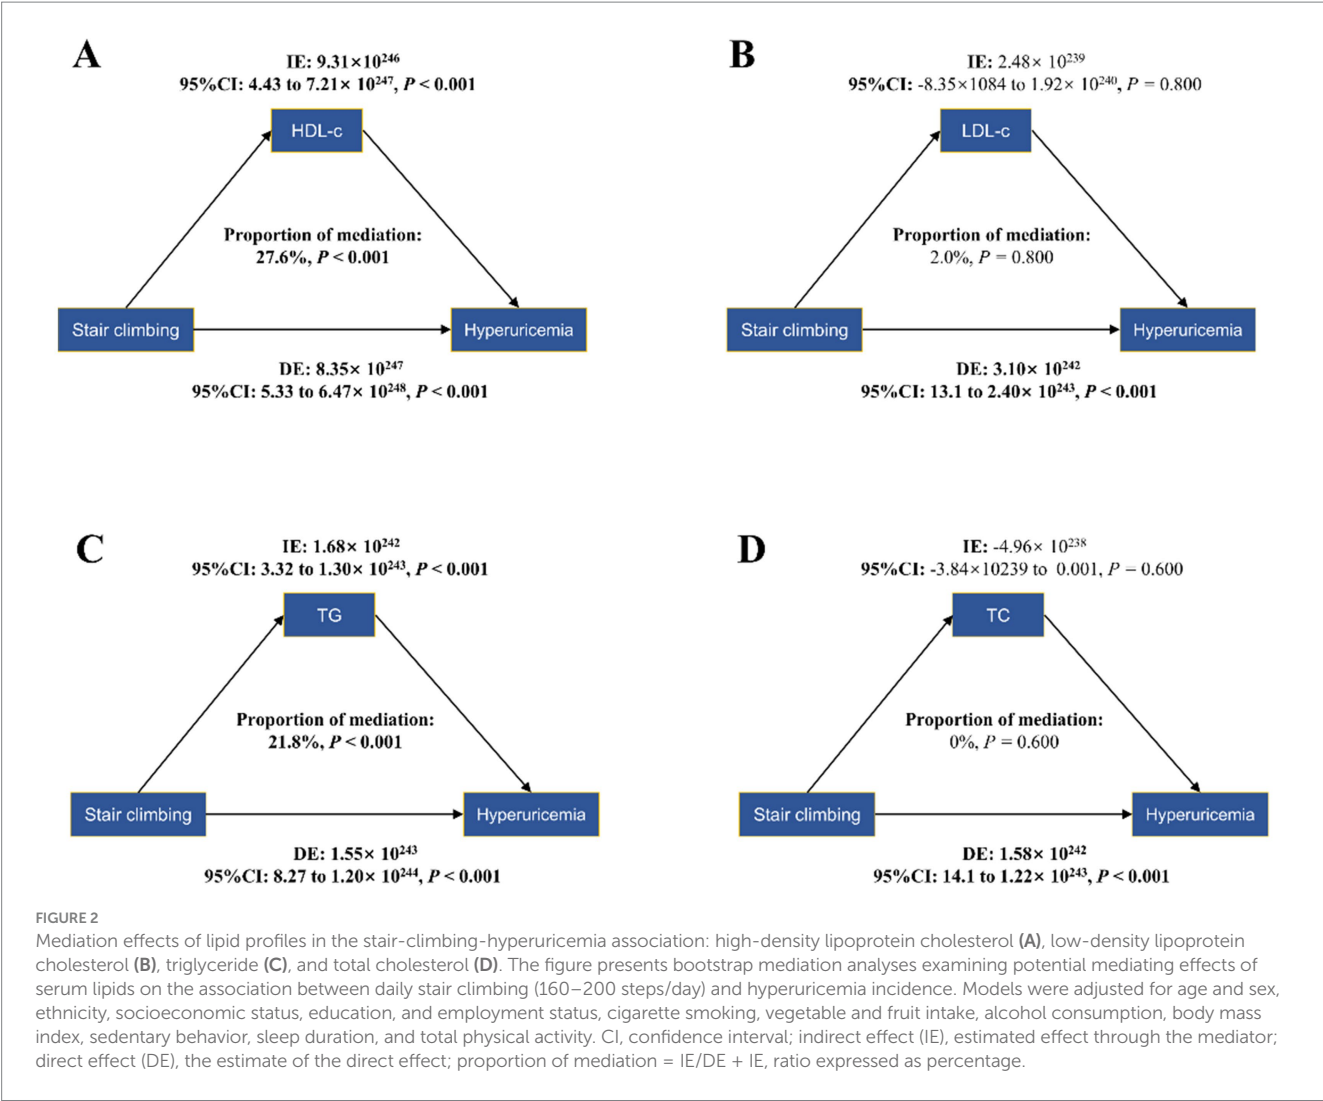 A
IE: 9.31×10²⁴⁶
95%CI: 4.43 to 7.21× 10²⁴⁷, P < 0.001
HDL-c
Proportion of mediation:
27.6%, P < 0.001
Stair climbing
Hyperuricemia
DE: 8.35× 10²⁴⁷
95%CI: 5.33 to 6.47× 10²⁴⁸, P < 0.001
B
IE: 2.48× 10²³⁹
95%CI: -8.35×1084 to 1.92× 10²⁴⁰, P = 0.800
LDL-c
Proportion of mediation:
2.0%, P = 0.800
Stair climbing
Hyperuricemia
DE: 3.10× 10²⁴²
95%CI: 13.1 to 2.40× 10²⁴³, P < 0.001
C
IE: 1.68× 10²⁴²
95%CI: 3.32 to 1.30× 10²⁴³, P < 0.001
TG
Proportion of mediation:
21.8%, P < 0.001
Stair climbing
Hyperuricemia
DE: 1.55× 10²⁴³
95%CI: 8.27 to 1.20× 10²⁴⁴, P < 0.001
D
IE: -4.96× 10²³⁸
95%CI: -3.84×10239 to 0.001, P = 0.600
TC
Proportion of mediation:
0%, P = 0.600
Stair climbing
Hyperuricemia
DE: 1.58× 10²⁴²
95%CI: 14.1 to 1.22× 10²⁴³, P < 0.001
FIGURE 2
Mediation effects of lipid profiles in the stair-climbing-hyperuricemia association: high-density lipoprotein cholesterol (A), low-density lipoprotein
cholesterol (B), triglyceride (C), and total cholesterol (D). The figure presents bootstrap mediation analyses examining potential mediating effects of
serum lipids on the association between daily stair climbing (160–200 steps/day) and hyperuricemia incidence. Models were adjusted for age and sex,
ethnicity, socioeconomic status, education, and employment status, cigarette smoking, vegetable and fruit intake, alcohol consumption, body mass
index, sedentary behavior, sleep duration, and total physical activity. CI, confidence interval; indirect effect (IE), estimated effect through the mediator;
direct effect (DE), the estimate of the direct effect; proportion of mediation = IE/DE + IE, ratio expressed as percentage.